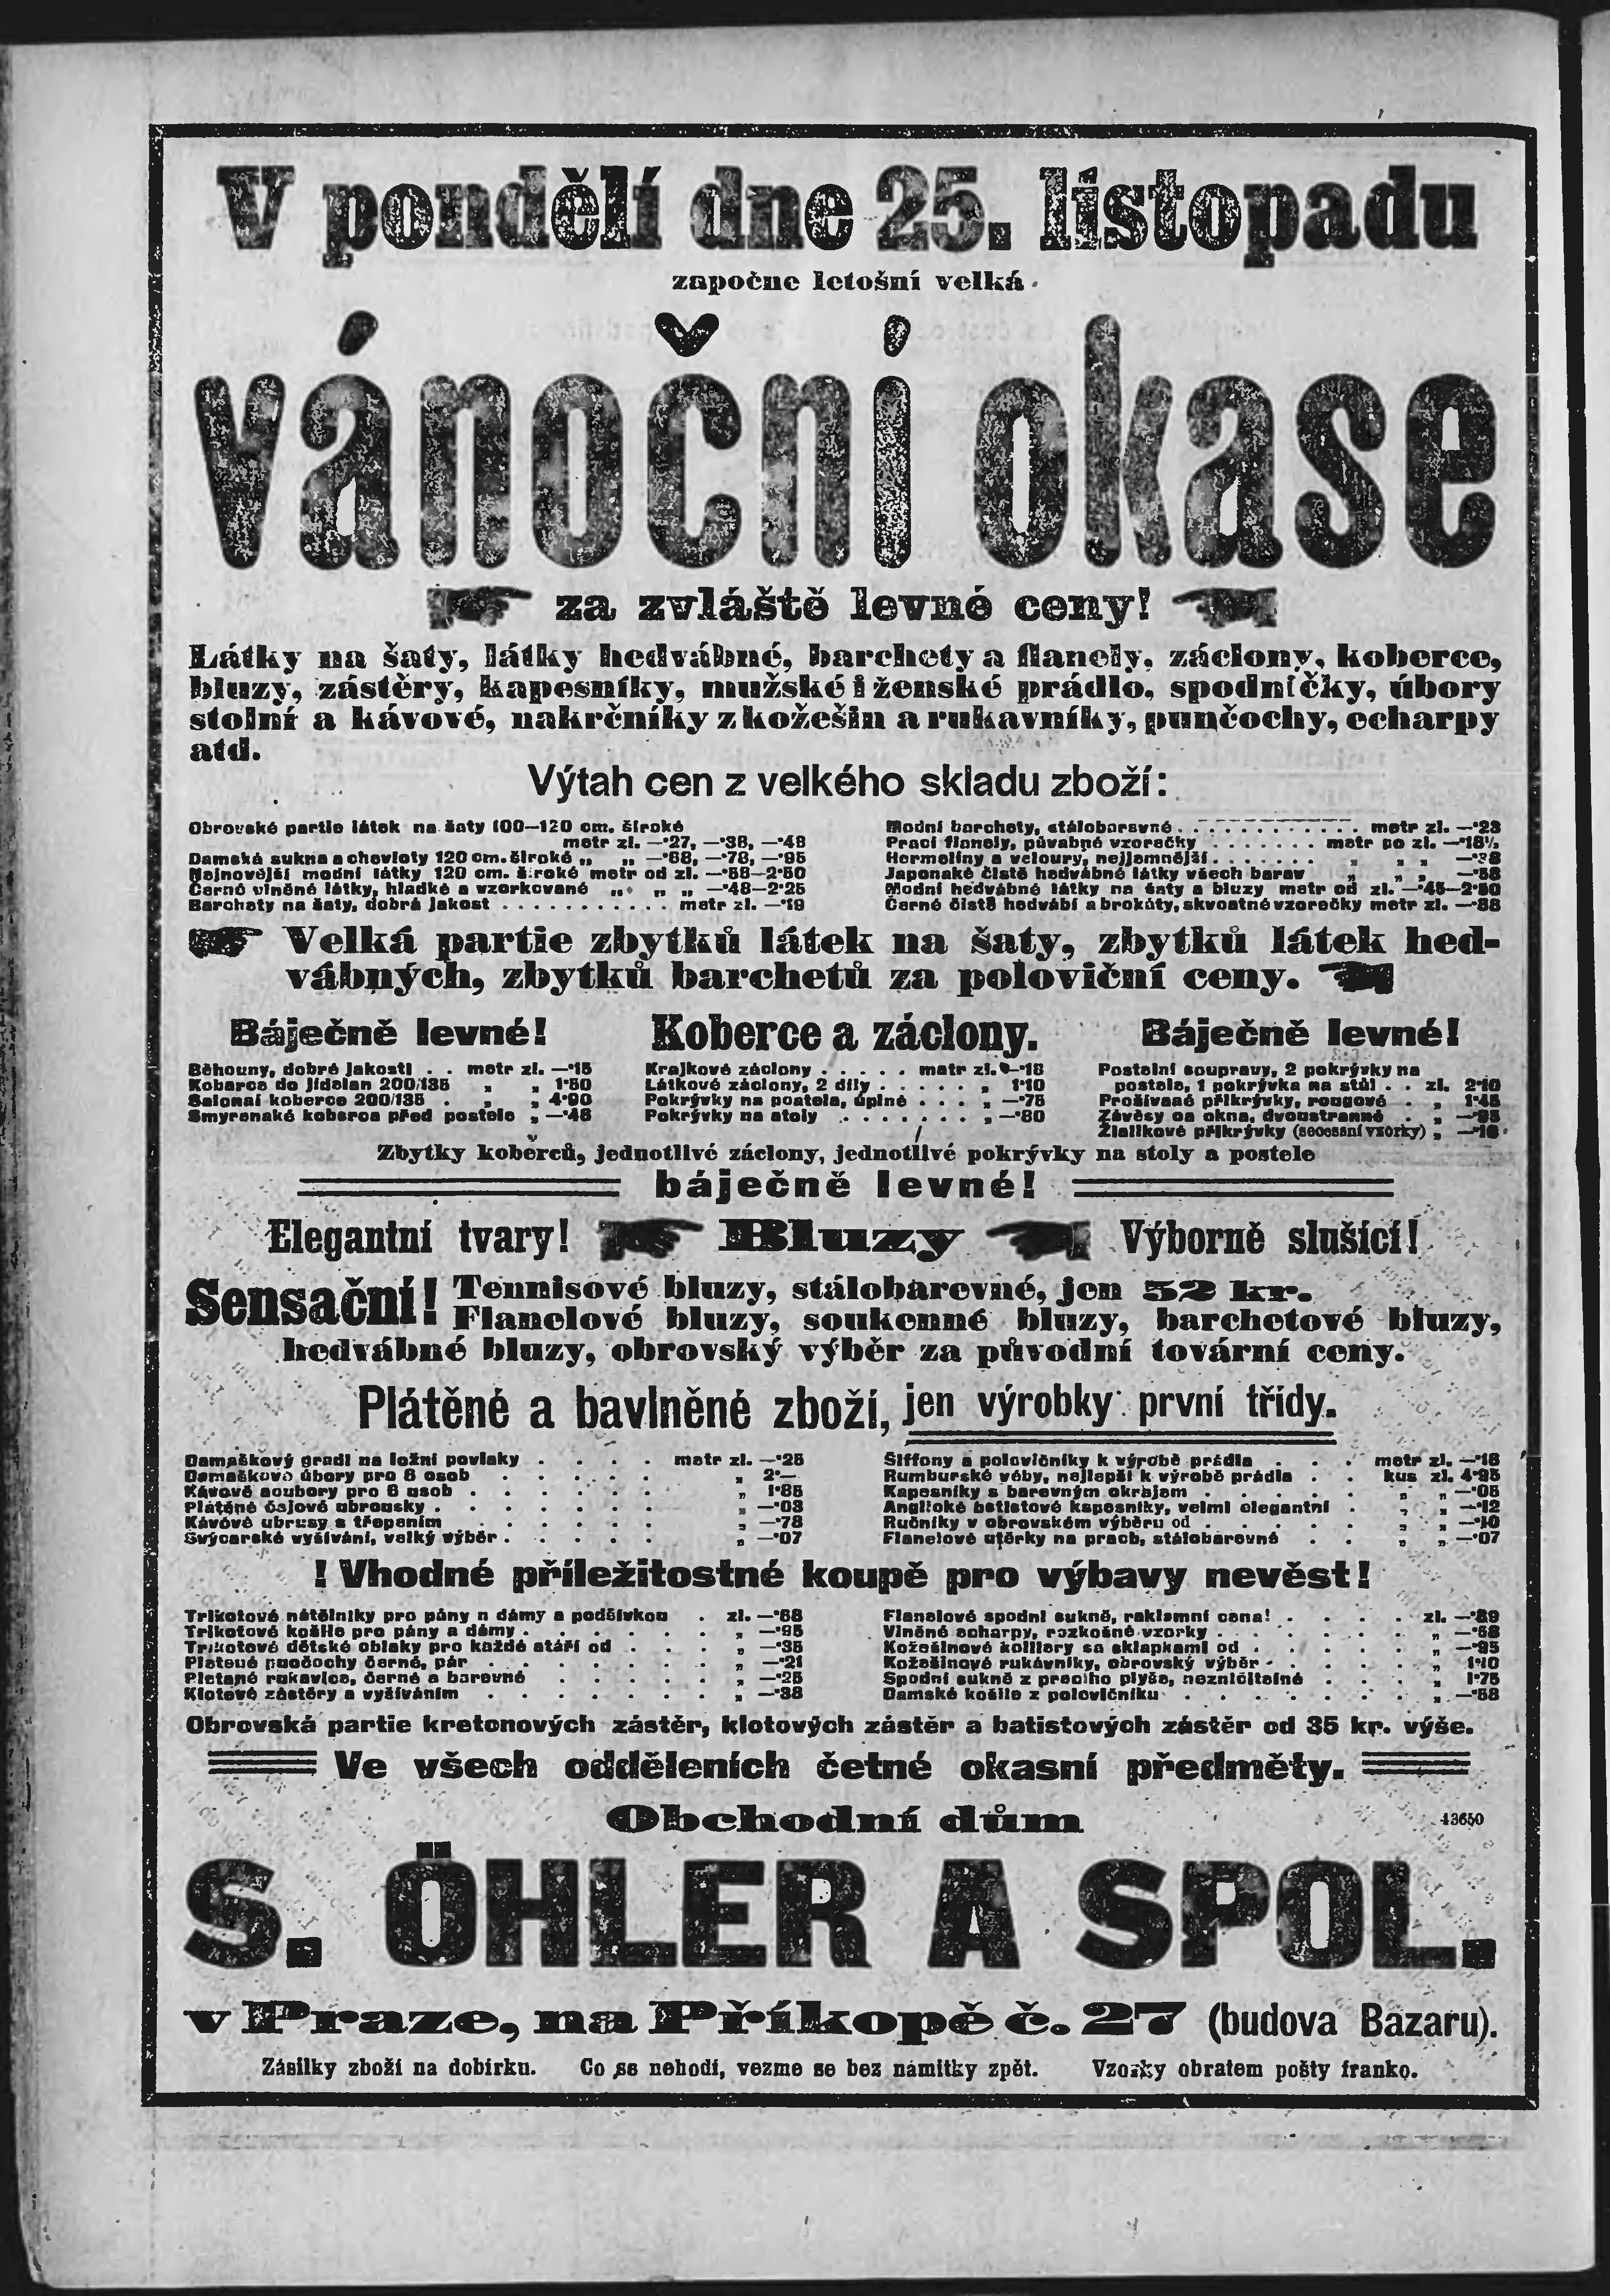 V pondělí dne 25. listopadu
započne letošní velká
vánoční okase
za zvláště levné ceny!
Látky na šaty, látky hedvábné, barchety a flanely, záclony, koberce,
bluzy, zástěry, kapesníky, mužské i ženské prádlo, spodničky, úbory
stolní a kávové, nakrčníky z kožešin a rukavníky, punčochy, echarpy
atd.
Výtah cen z velkého skladu zboží:
Obrovské partie látek na šaty 100—120 cm. široké
metr zl. —·27, —·38, —·48
Damská sukna a chevioty 120 cm. široké „ „ —·68, —·78, —·95
Nejnovější modní látky 120 cm. široké metr od zl. —·58—2·50
Černé vlněné látky, hladké a vzorkované „ „ „ —·48—2·25
Barchety na šaty, dobrá jakost . . . . . . . . . . . metr zl. —·19
Modní barchety, stálobarevné . . . . . . . . . . . . metr zl. —·23
Prací flanely, půvabné vzorečky . . . . . . . metr po zl. —·18½
Hermeliny a veloury, nejjemnější . . . . . . . „ „ „ —·38
Japonské čistě hedvábné látky všech barev „ „ „ —·58
Modní hedvábné látky na šaty a bluzy metr od zl. —·45—2·50
Černé čistě hedvábí a brokáty, skvostné vzorečky metr zl. —·88
Velká partie zbytků látek na šaty, zbytků látek hed-
vábných, zbytků barchetů za poloviční ceny.
Báječně levné! Koberce a záclony. Báječně levné!
Běhouny, dobré jakosti . . metr zl. —·15
Koberce do jídelen 200/135 „ „ 1·50
Salonní koberce 200/135 . „ „ 4·90
Smyrenské koberce před postele „ —·48
Krajkové záclony . . . . . metr zl. —·18
Látkové záclony, 2 díly . . . . . „ 1·10
Pokrývky na postele, úplné . . . „ —·75
Pokrývky na stoly . . . . . . . „ —·80
Postelní soupravy, 2 pokrývky na
postele, 1 pokrývka na stůl . . zl. 2·10
Prošívané přikrývky, rougové . „ 1·45
Závěsy na okna, dvoustranné . „ —·95
Žinilkové přikrývky (secessní vzorky) „
Zbytky koberců, jednotlivé záclony, jednotlivé pokrývky na stoly a postele
báječně levné!
Elegantní tvary! Bluzy Výborně slušící!
Sensační! Tennisové bluzy, stálobarevné, jen 52 kr.
Flanelové bluzy, soukenné bluzy, barchetové bluzy,
hedvábné bluzy, obrovský výběr za původní tovární ceny.
Plátěné a bavlněné zboží, jen výrobky první třídy.
Damaškový gradl na ložní povlaky . . . . metr zl. —·25
Damaškové úbory pro 6 osob . . . . . „ 2·—
Kávové soubory pro 6 osob . . . . . . „ 1·85
Plátěné čajové ubrousky . . . . . . . „ —·03
Kávové ubrusy s třepením . . . . . „ —·78
Švýcarské vyšívání, velký výběr . . . . . „ —·07
Šiffony a polovičníky k výrobě prádla . . . metr zl. —·16
Rumburské véby, nejlepší k výrobě prádla . . kus zl. 4·95
Kapesníky s barevným okrajem . . . . . „ „ —·05
Anglické batistové kapesníky, velmi elegantní . „ „ —·12
Ručníky v obrovském výběru od . . . . . „ „ —·10
Flanelové utěrky na prach, stálobarevné . . „ „ —·07
! Vhodné příležitostné koupě pro výbavy nevěst!
Trikotové nátělníky pro pány a dámy s podšívkou . zl. —·68
Trikotové košile pro pány a dámy . . . . . . „ —·95
Trikotové dětské obleky pro každé stáří od . . . „ —·35
Pletené punčochy černé, pár . . . . . . . „ —·21
Pletené rukavice, černé a barevné . . . . . „ —·25
Klotové zástěry s vyšíváním . . . . . . . „ —·38
Flanelové spodní sukně, reklamní cena! . . . . zl. —·89
Vlněné echarpy, rozkošné vzorky . . . . . . „ —·68
Kožešinové kolliery se sklapkami od . . . . . „ —·95
Kožešinové rukávníky, obrovský výběr . . . . . „ 1·10
Spodní sukně z pracího plyše, nezničitelné . . . „ 1·75
Damské košile z polovičníku . . . . . . . „ —·58
Obrovská partie kretonových zástěr, klotových zástěr a batistových zástěr od 35 kr. výše.
Ve všech odděleních četné okasní předměty.
Obchodní dům
13650
S. ÖHLER A SPOL.
v Praze, na Příkopě č. 27 (budova Bazaru).
Zásilky zboží na dobírku. Co se nehodí, vezme se bez námitky zpět. Vzorky obratem pošty franko.